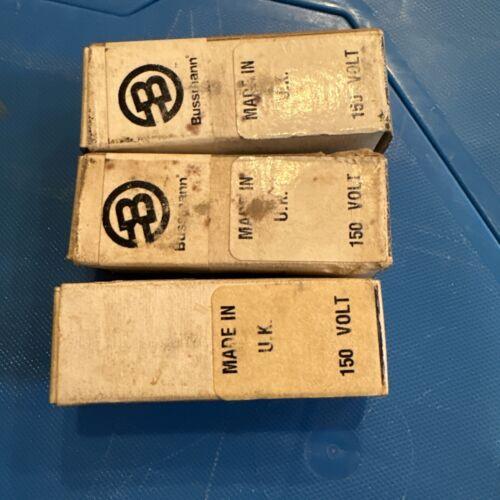 B
Bussmann®
MADE IN
U.K.
150 VOLT
B
Bussmann®
MADE IN
U.K.
150 VOLT
MADE IN
U.K.
150 VOLT